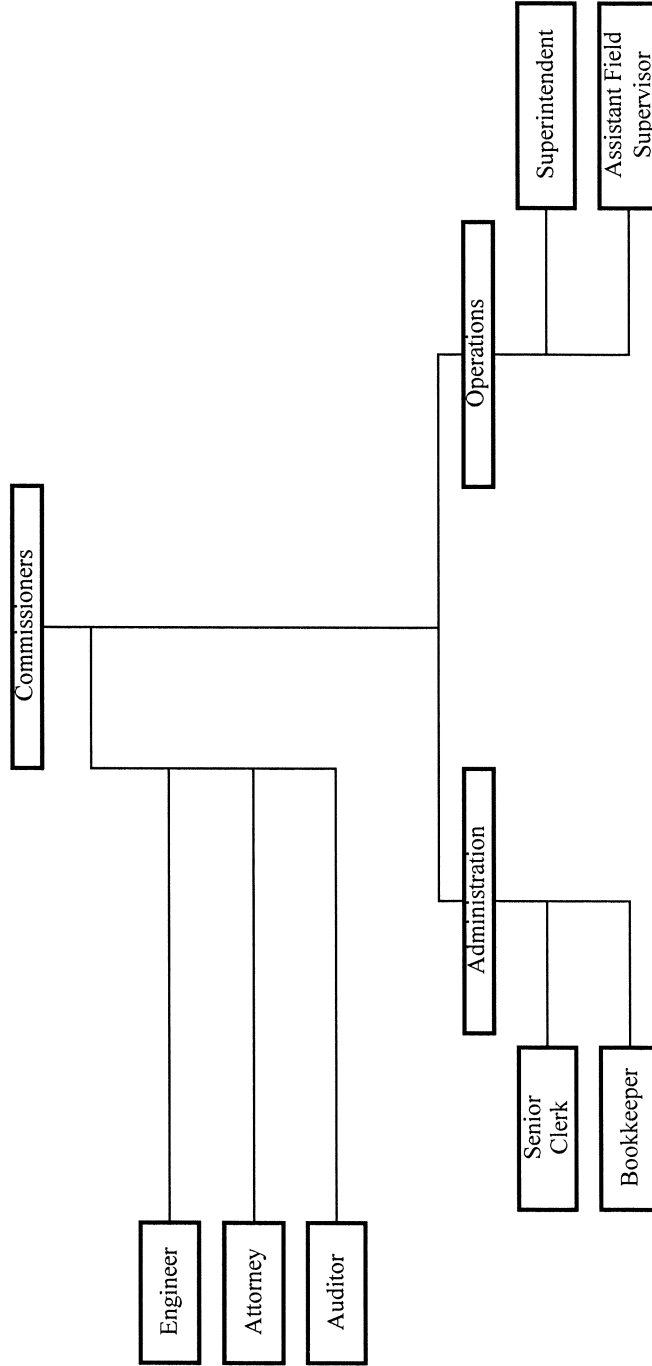 Commissioners
Engineer
Attorney
Auditor
Administration
Operations
Senior
Clerk
Superintendent
Bookkeeper
Assistant Field
Supervisor